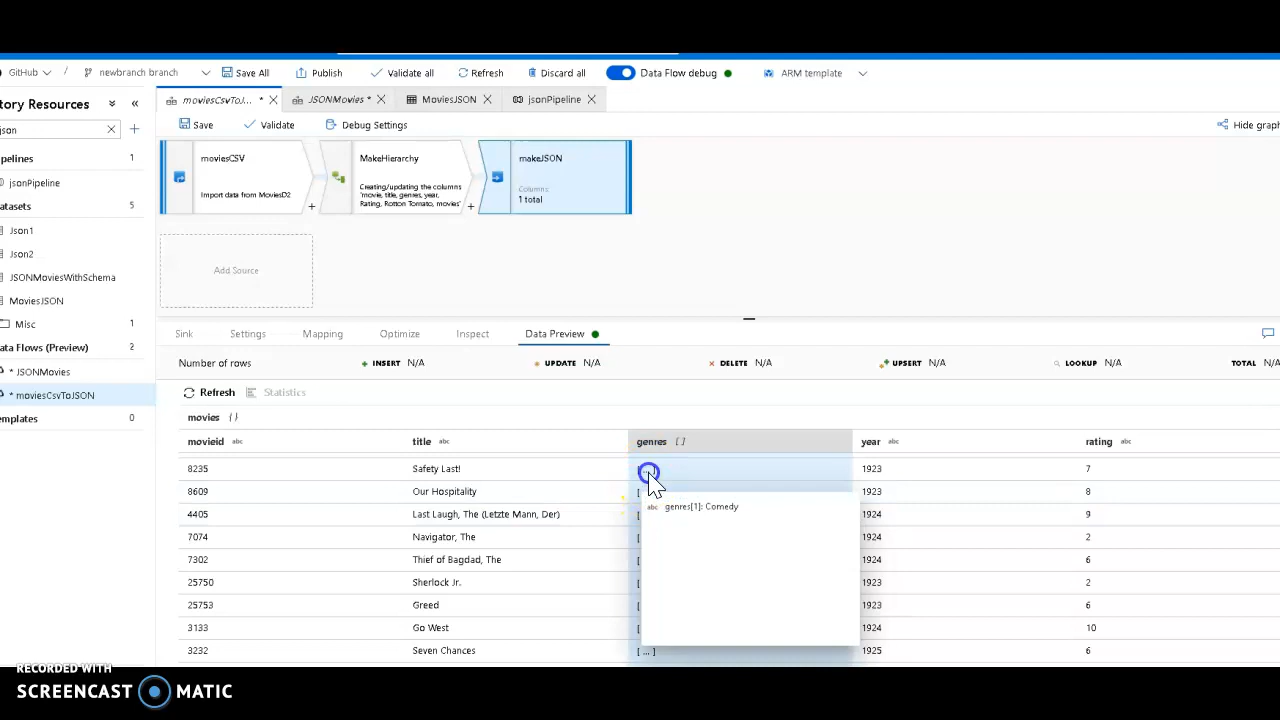 GitHub / newbranch branch Save All Publish Validate all Refresh Discard all Data Flow debug ARM template
tory Resources
moviesCsvToJ... * JSONMovies * MoviesJSON jsonPipeline
json
Save Validate Debug Settings Hide graph
ipelines 1
jsonPipeline
atasets 5
Json1
Json2
JSONMoviesWithSchema
MoviesJSON
Misc 1
ata Flows (Preview) 2
* JSONMovies
* moviesCsvToJSON
emplates 0
moviesCSV
Import data from MoviesD2
+
MakeHierarchy
Creating/updating the columns
'movie, title, genres, year,
Rating, Rotton Tomato, movies'
+
makeJSON
Columns:
1 total
Add Source
Sink Settings Mapping Optimize Inspect Data Preview
Number of rows + INSERT N/A UPDATE N/A × DELETE N/A UPSERT N/A LOOKUP N/A TOTAL N/A
Refresh Statistics
movies {}
movieid abc title abc genres [] year abc rating abc
8235 Safety Last! [ ... ] 1923 7
8609 Our Hospitality [ 1923 8
4405 Last Laugh, The (Letzte Mann, Der) [ 1924 9
7074 Navigator, The [ 1924 2
7302 Thief of Bagdad, The [ 1924 6
25750 Sherlock Jr. [ 1923 2
25753 Greed [ 1923 6
3133 Go West [ 1924 10
3232 Seven Chances [ ... ] 1925 6
abc genres[1]: Comedy
RECORDED WITH
SCREENCAST MATIC